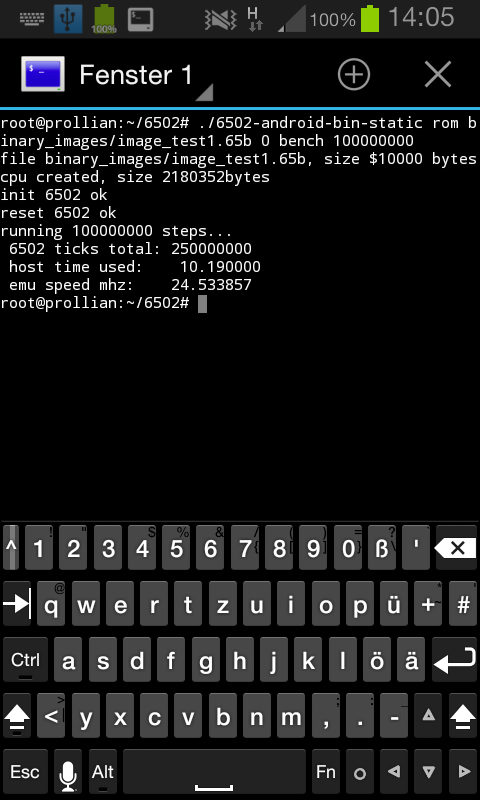 100%
H
100%
14:05
Fenster 1
root@prollian:~/6502# ./6502-android-bin-static rom b
inary_images/image_test1.65b 0 bench 100000000
file binary_images/image_test1.65b, size $10000 bytes
cpu created, size 2180352bytes
init 6502 ok
reset 6502 ok
running 100000000 steps...
6502 ticks total: 250000000
host time used: 10.190000
emu speed mhz: 24.533857
root@prollian:~/6502#
^ 1 2 3 4 5 6 7 8 9 0 ß '
q w e r t z u i o p ü + #
Ctrl a s d f g h j k l ö ä
< y x c v b n m , . -
Esc Alt Fn